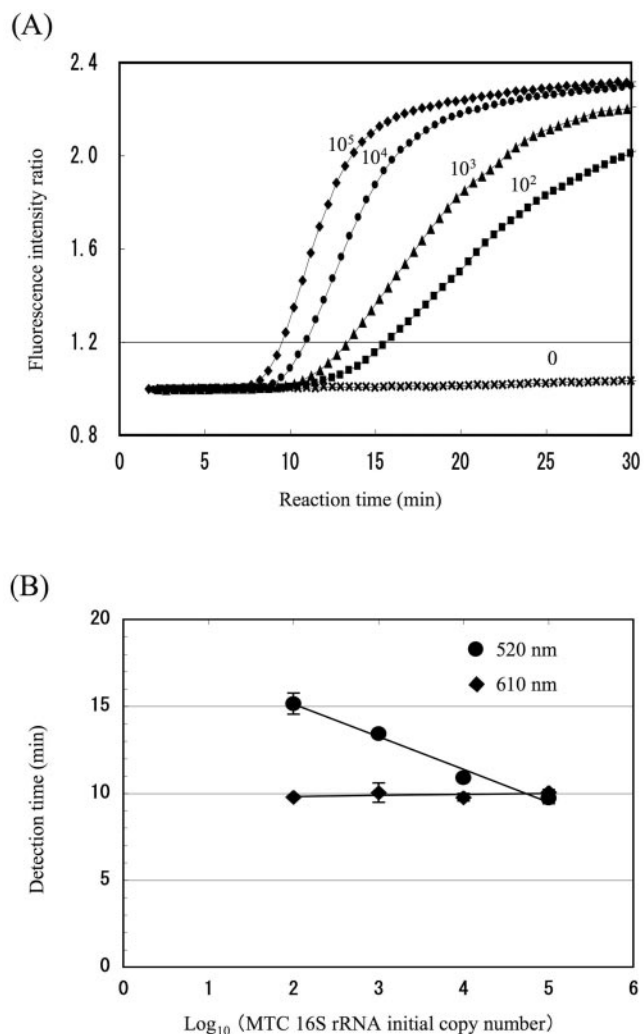 (A)
Fluorescence intensity ratio
2.4
2.0
1.6
1.2
0.8
10⁵
10⁴
10³
10²
0
0 5 10 15 20 25 30
Reaction time (min)
(B)
Detection time (min)
20
15
10
5
0
520 nm
610 nm
0 1 2 3 4 5 6
Log₁₀ (MTC 16S rRNA initial copy number)